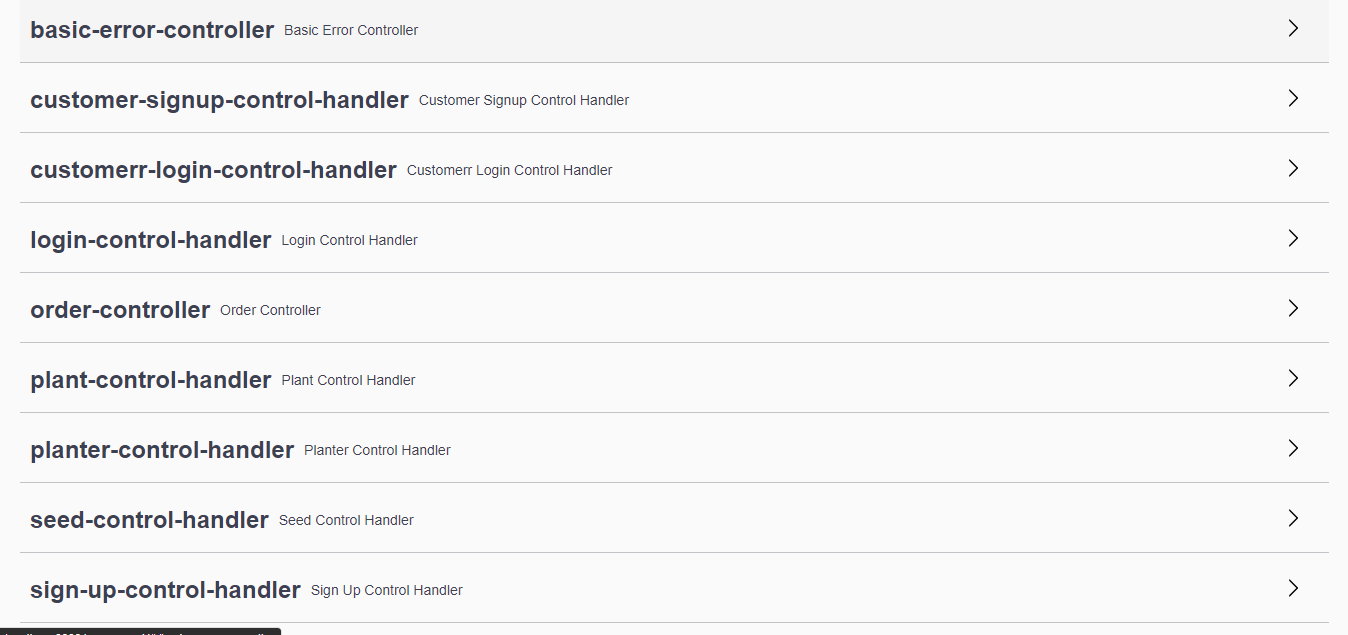 basic-error-controller Basic Error Controller
customer-signup-control-handler Customer Signup Control Handler
customerr-login-control-handler Customerr Login Control Handler
login-control-handler Login Control Handler
order-controller Order Controller
plant-control-handler Plant Control Handler
planter-control-handler Planter Control Handler
seed-control-handler Seed Control Handler
sign-up-control-handler Sign Up Control Handler